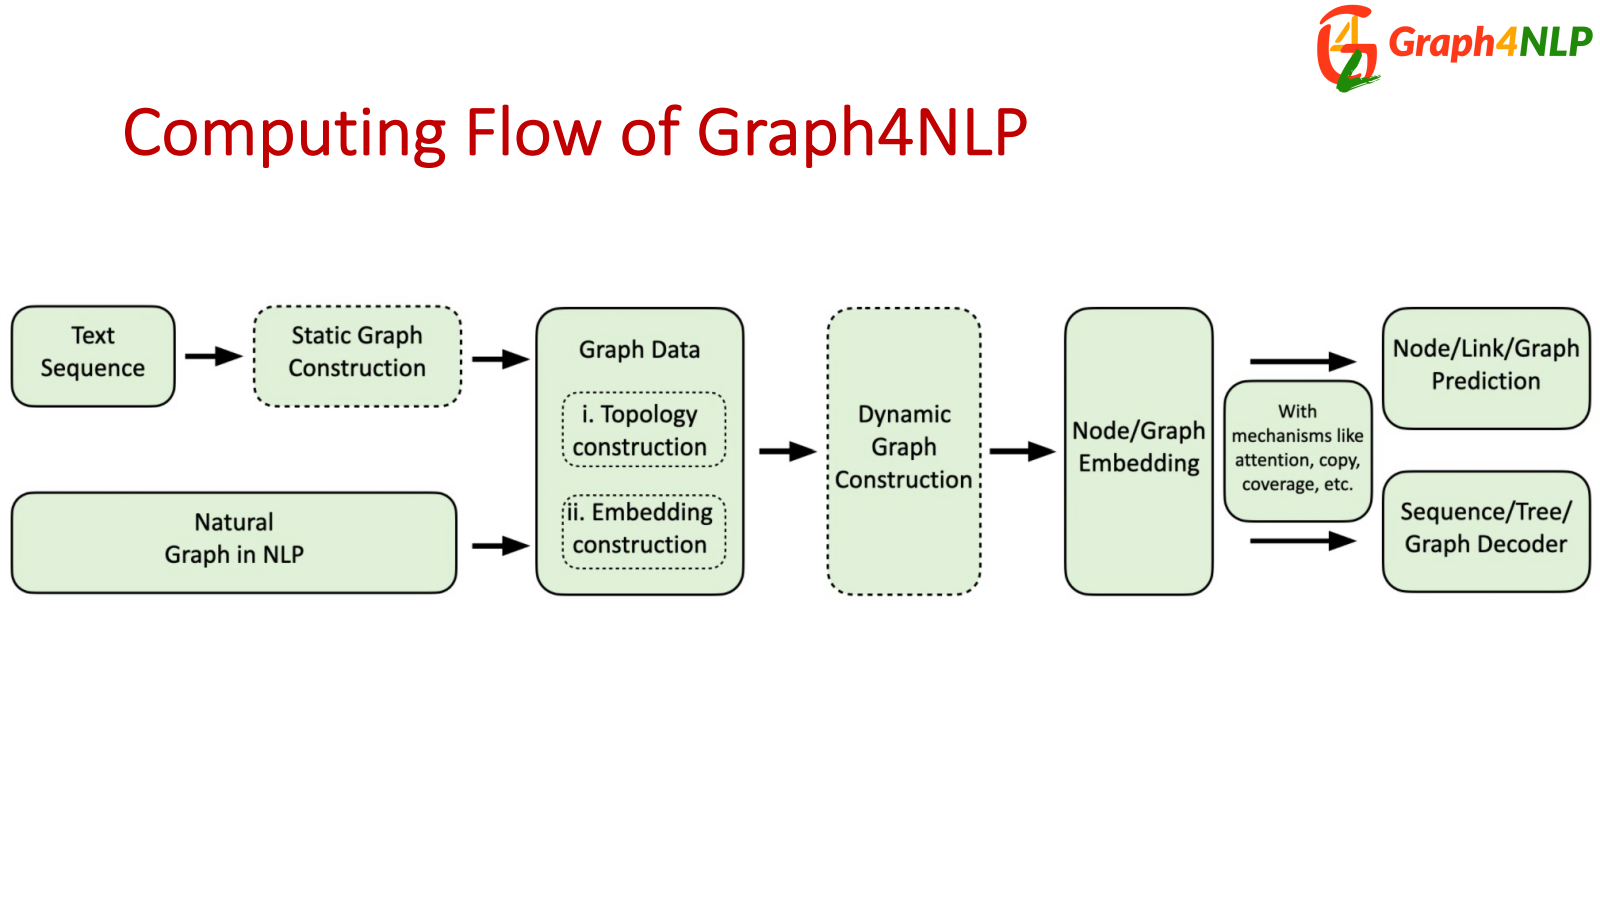 Graph4NLP
Computing Flow of Graph4NLP
Text
Sequence
Static Graph
Construction
Natural
Graph in NLP
Graph Data
i. Topology
construction
ii. Embedding
construction
Dynamic
Graph
Construction
Node/Graph
Embedding
With
mechanisms like
attention, copy,
coverage, etc.
Node/Link/Graph
Prediction
Sequence/Tree/
Graph Decoder